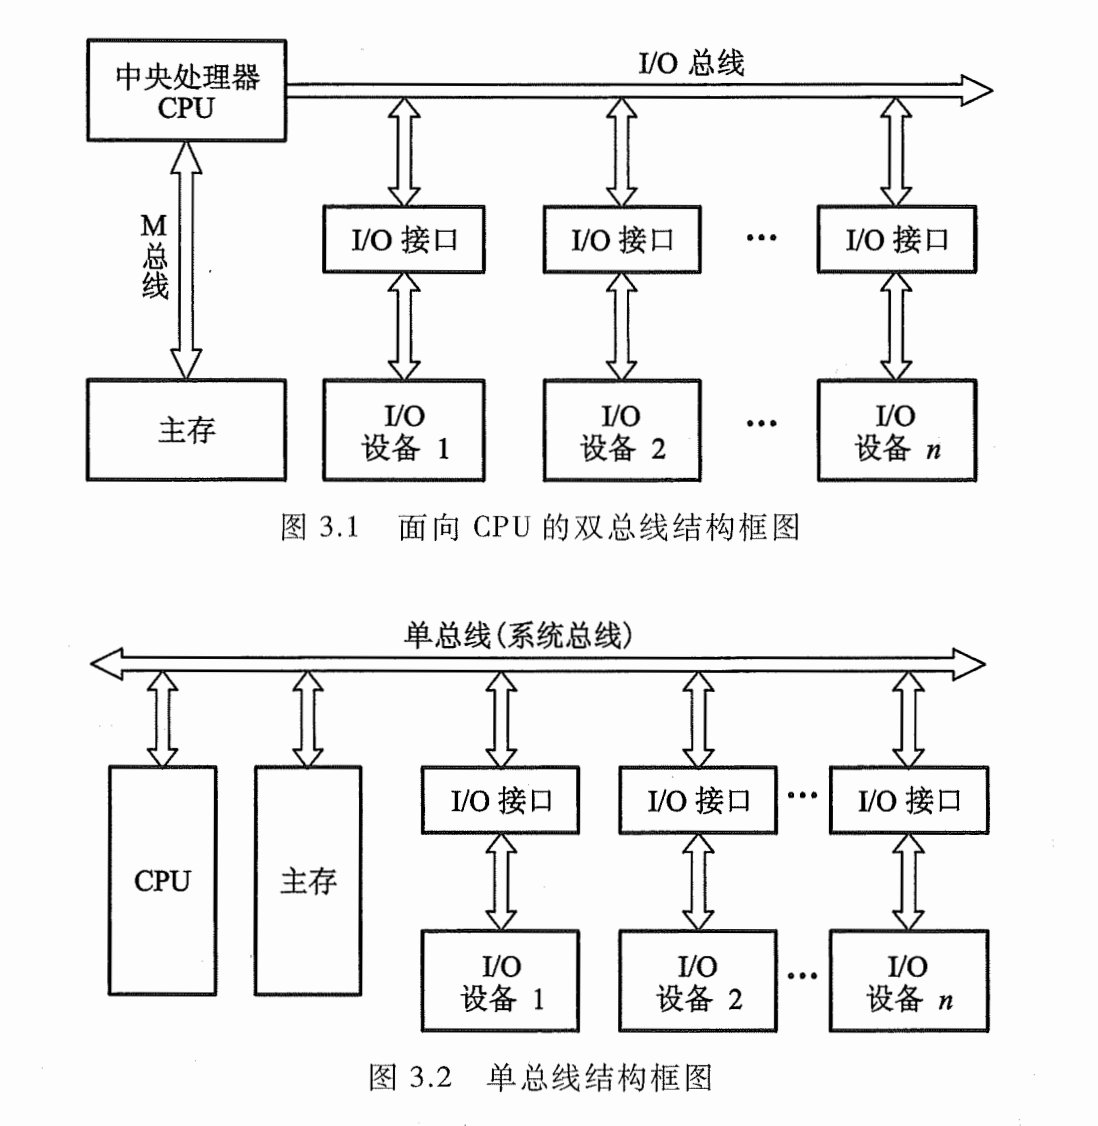 中央处理器
CPU
I/O 总线
M
总
线
I/O 接口
I/O 接口
…
I/O 接口
主存
I/O
设备 1
I/O
设备 2
…
I/O
设备 n
图 3.1 面向 CPU 的双总线结构框图
单总线(系统总线)
CPU
主存
I/O 接口
I/O 接口
…
I/O 接口
I/O
设备 1
I/O
设备 2
…
I/O
设备 n
图 3.2 单总线结构框图